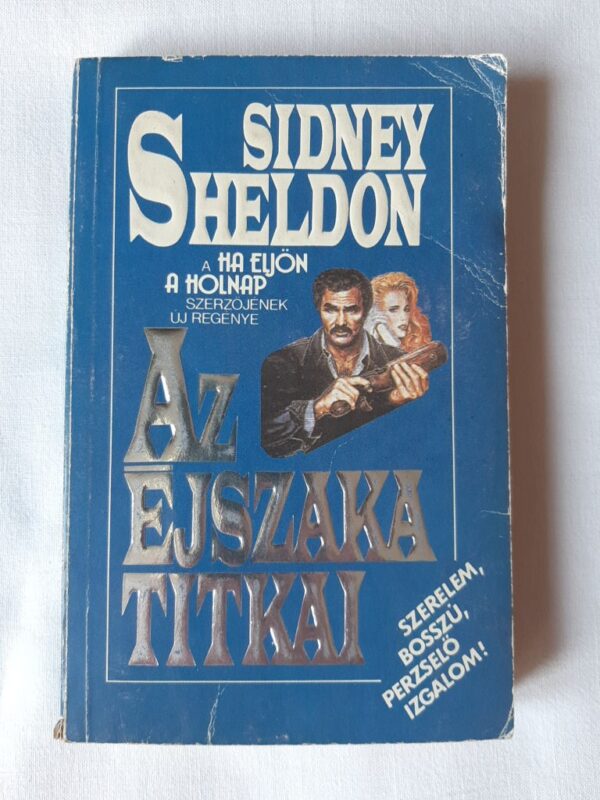 SIDNEY
SHELDON
A HA ELJÖN
A HOLNAP
SZERZŐJÉNEK
ÚJ REGÉNYE
AZ
ÉJSZAKA
TITKAI
SZERELEM,
BOSSZÚ,
PERZSELŐ
IZGALOM!